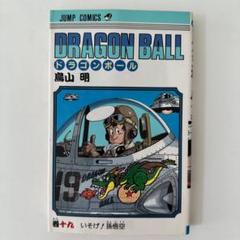 JUMP COMICS
DRAGON BALL
ドラゴンボール
鳥山 明
19
巻十九 いそげ!孫悟空